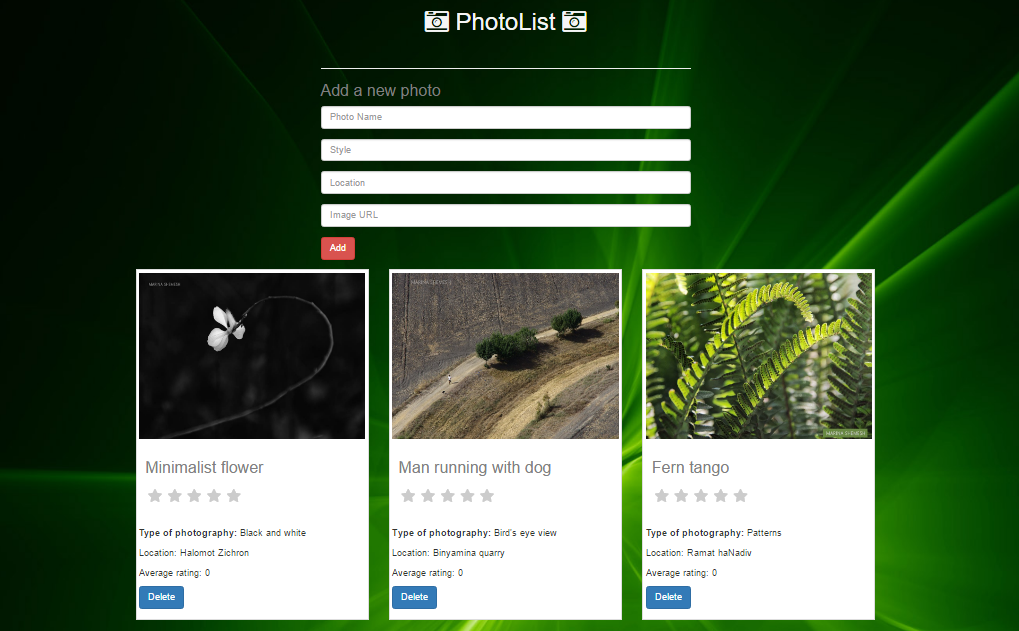 PhotoList
Add a new photo
Photo Name
Style
Location
Image URL
Add
MARINA SHEMESH
Minimalist flower
Type of photography: Black and white
Location: Halomot Zichron
Average rating: 0
Delete
MARINA SHEMESH
Man running with dog
Type of photography: Bird's eye view
Location: Binyamina quarry
Average rating: 0
Delete
MARINA SHEMESH
Fern tango
Type of photography: Patterns
Location: Ramat haNadiv
Average rating: 0
Delete